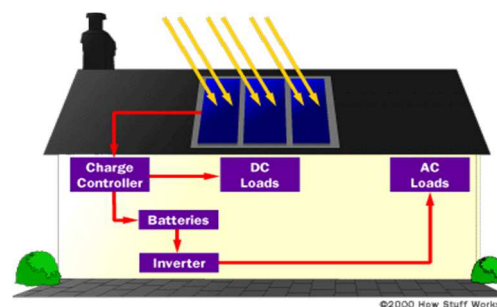 Charge
Controller
DC
Loads
AC
Loads
Batteries
Inverter
©2000 How Stuff Works